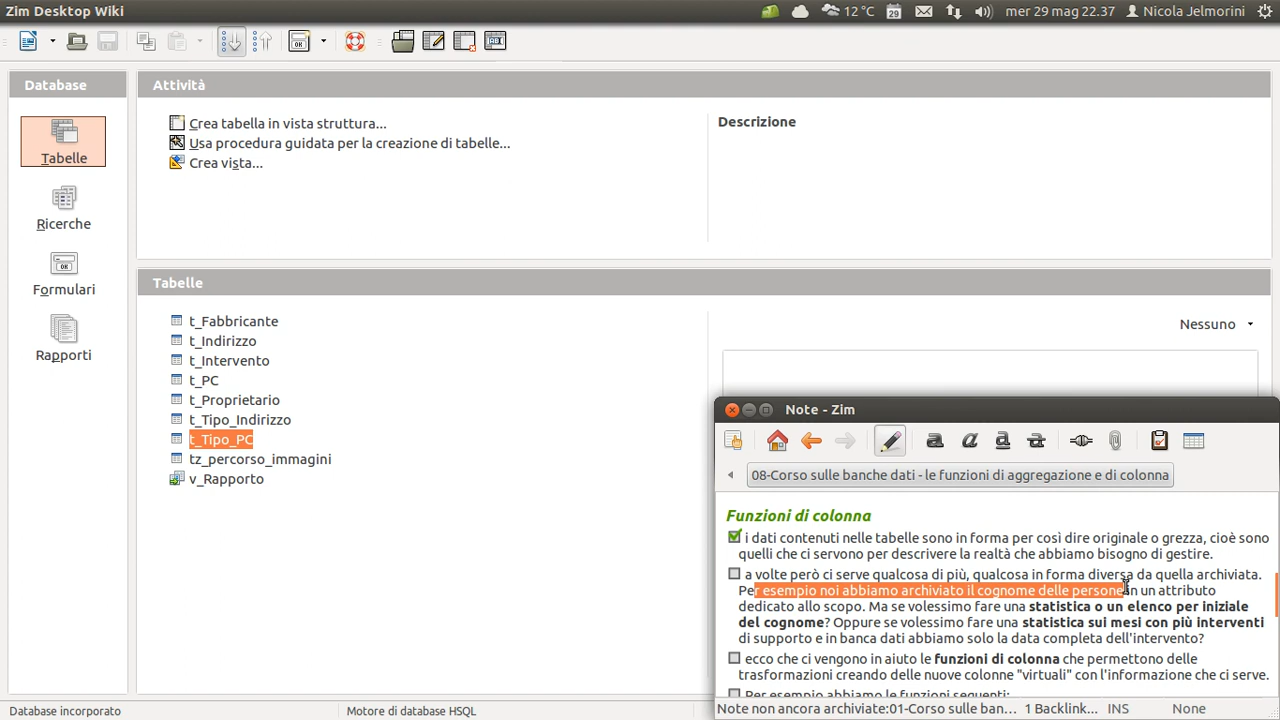 Zim Desktop Wiki
12 °C
29
mer 29 mag 22.37
Nicola Jelmorini
Database
Tabelle
Ricerche
Formulari
Rapporti
Attività
Crea tabella in vista struttura...
Usa procedura guidata per la creazione di tabelle...
Crea vista...
Descrizione
Tabelle
t_Fabbricante
t_Indirizzo
t_Intervento
t_PC
t_Proprietario
t_Tipo_Indirizzo
t_Tipo_PC
tz_percorso_immagini
v_Rapporto
Nessuno
Note - Zim
08-Corso sulle banche dati - le funzioni di aggregazione e di colonna
Funzioni di colonna
i dati contenuti nelle tabelle sono in forma per così dire originale o grezza, cioè sono
quelli che ci servono per descrivere la realtà che abbiamo bisogno di gestire.
a volte però ci serve qualcosa di più, qualcosa in forma diversa da quella archiviata.
Per esempio noi abbiamo archiviato il cognome delle persone in un attributo
dedicato allo scopo. Ma se volessimo fare una statistica o un elenco per iniziale
del cognome? Oppure se volessimo fare una statistica sui mesi con più interventi
di supporto e in banca dati abbiamo solo la data completa dell'intervento?
ecco che ci vengono in aiuto le funzioni di colonna che permettono delle
trasformazioni creando delle nuove colonne "virtuali" con l'informazione che ci serve.
Per esempio abbiamo le funzioni seguenti:
Note non ancora archiviate:01-Corso sulle ban...
1 Backlink...
INS
None
Database incorporato
Motore di database HSQL